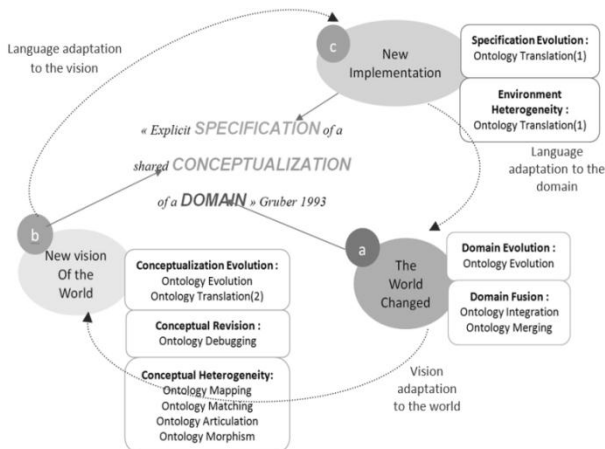 Language adaptation
to the vision
c
New
Implementation
Specification Evolution :
Ontology Translation(1)
Environment
Heterogeneity :
Ontology Translation(1)
Language
adaptation to the
domain
« Explicit SPECIFICATION of a
shared CONCEPTUALIZATION
of a DOMAIN » Gruber 1993
b
New vision
Of the
World
Conceptualization Evolution :
Ontology Evolution
Ontology Translation(2)
Conceptual Revision :
Ontology Debugging
Conceptual Heterogeneity:
Ontology Mapping
Ontology Matching
Ontology Articulation
Ontology Morphism
a
The
World
Changed
Domain Evolution :
Ontology Evolution
Domain Fusion :
Ontology Integration
Ontology Merging
Vision
adaptation
to the world